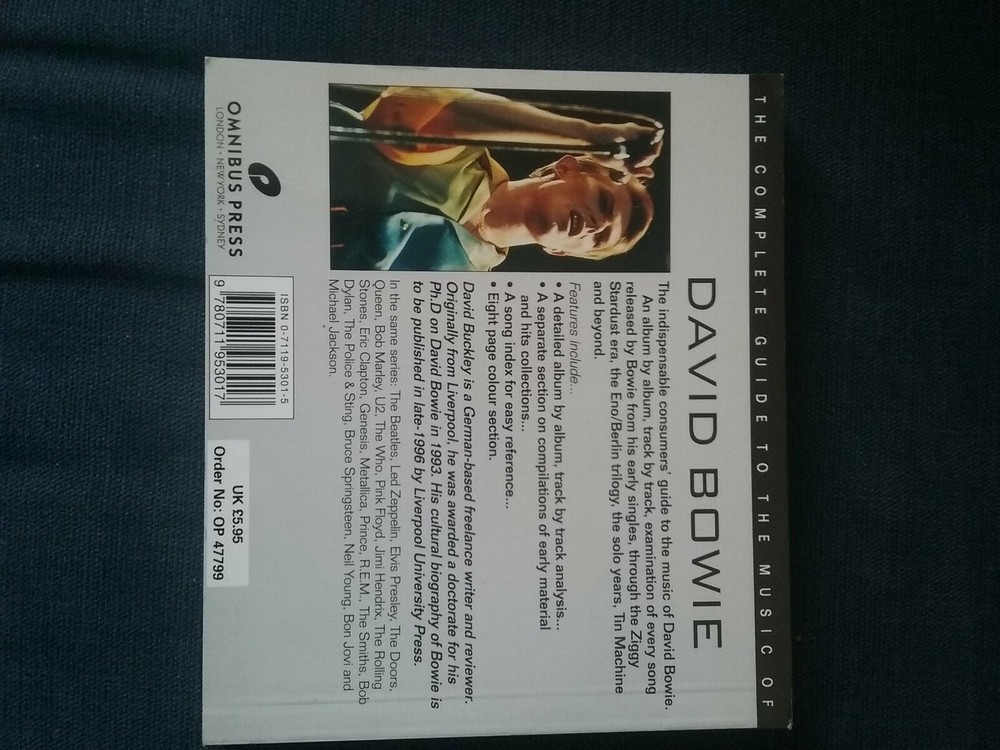 THE COMPLETE GUIDE TO THE MUSIC OF
DAVID BOWIE
The indispensable consumers' guide to the music of David Bowie.
An album by album, track by track, examination of every song
released by Bowie from his early singles, through the Ziggy
Stardust era, the Eno/Berlin trilogy, the solo years, Tin Machine
and beyond.
Features include...
• A detailed album by album, track by track analysis...
• A separate section on compilations of early material
and hits collections...
• A song index for easy reference...
• Eight page colour section.
David Buckley is a German-based freelance writer and reviewer.
Originally from Liverpool, he was awarded a doctorate for his
Ph.D on David Bowie in 1993. His cultural biography of Bowie is
to be published in late-1996 by Liverpool University Press.
In the same series: The Beatles, Led Zeppelin, Elvis Presley, The Doors,
Queen, Bob Marley, U2, The Who, Pink Floyd, Jimi Hendrix, The Rolling
Stones, Eric Clapton, Genesis, Metallica, Prince, R.E.M., The Smiths, Bob
Dylan, The Police & Sting, Bruce Springsteen, Neil Young, Bon Jovi and
Michael Jackson.
OMNIBUS PRESS
LONDON • NEW YORK • SYDNEY
ISBN 0-7119-5301-5
9 780711 953017
UK £5.95
Order No: OP 47799